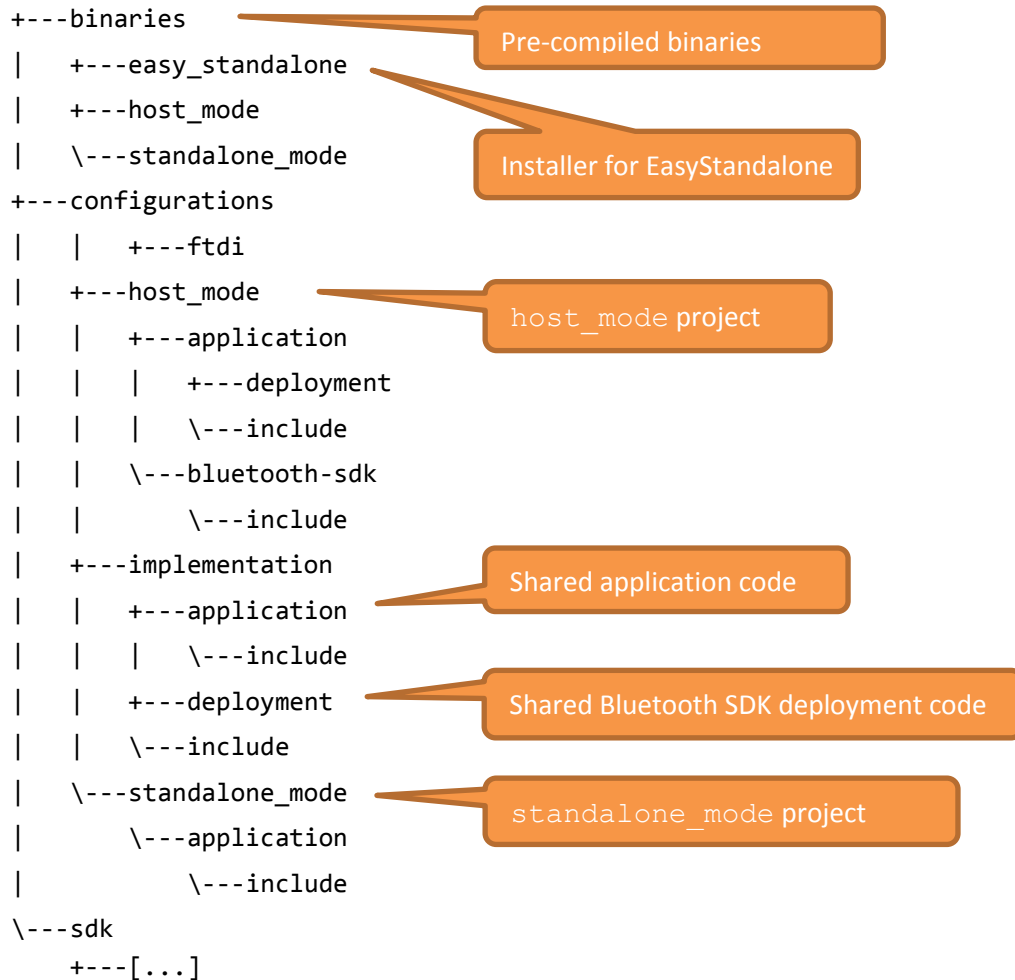 +---binaries
Pre-compiled binaries
|   +---easy_standalone
|   +---host_mode
|   \---standalone_mode
Installer for EasyStandalone
+---configurations
|   |   +---ftdi
|   +---host_mode
host_mode project
|   |   +---application
|   |   |   +---deployment
|   |   |   \---include
|   |   \---bluetooth-sdk
|   |       \---include
|   +---implementation
Shared application code
|   |   +---application
|   |   |   \---include
|   |   +---deployment
Shared Bluetooth SDK deployment code
|   |   \---include
|   \---standalone_mode
standalone_mode project
|       \---application
|           \---include
\---sdk
    +---[...]